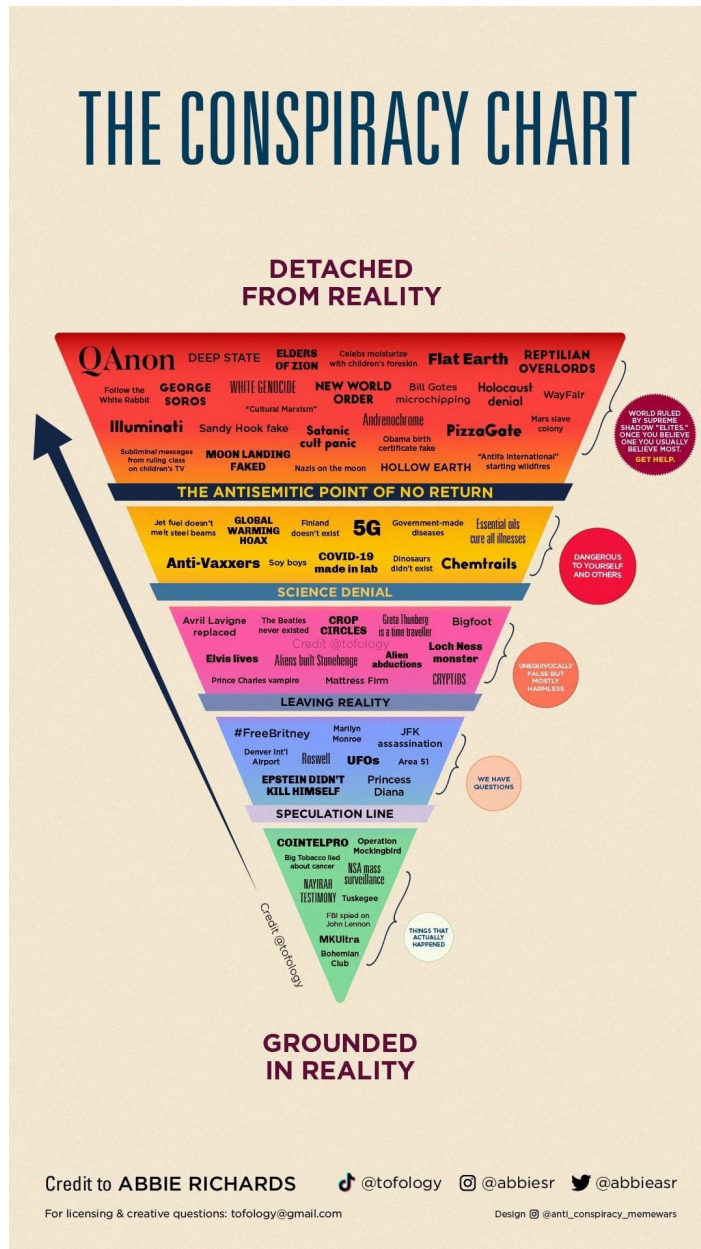 THE CONSPIRACY CHART
DETACHED
FROM REALITY
QAnon
DEEP STATE
ELDERS
OF ZION
Celebs moisturize
with children's foreskin
Flat Earth
REPTILIAN
OVERLORDS
Follow the
White Rabbit
GEORGE
SOROS
WHITE GENOCIDE
"Cultural Marxism"
NEW WORLD
ORDER
Bill Gates
microchipping
Holocaust
denial
WayFair
Illuminati
Sandy Hook fake
Satanic
cult panic
Andrenochrome
Obama birth
certificate fake
PizzaGate
Mars slave
colony
Subliminal messages
from ruling class
on children's TV
MOON LANDING
FAKED
Nazis on the moon
HOLLOW EARTH
"Antifa International"
starting wildfires
WORLD RULED
BY SUPREME
SHADOW "ELITES."
ONCE YOU BELIEVE
ONE YOU USUALLY
BELIEVE MOST.
GET HELP.
THE ANTISEMITIC POINT OF NO RETURN
Jet fuel doesn't
melt steel beams
GLOBAL
WARMING
HOAX
Finland
doesn't exist
5G
Government-made
diseases
Essential oils
cure all illnesses
Anti-Vaxxers
Soy boys
COVID-19
made in lab
Dinosaurs
didn't exist
Chemtrails
DANGEROUS
TO YOURSELF
AND OTHERS
SCIENCE DENIAL
Avril Lavigne
replaced
The Beatles
never existed
CROP
CIRCLES
Greta Thunberg
is a time traveller
Bigfoot
Credit @tofology
Elvis lives
Aliens built Stonehenge
Alien
abductions
Loch Ness
monster
Prince Charles vampire
Mattress Firm
CRYPTIDS
UNEQUIVOCALLY
FALSE BUT
MOSTLY
HARMLESS
LEAVING REALITY
#FreeBritney
Marilyn
Monroe
JFK
assassination
Denver Int'l
Airport
Roswell
UFOs
Area 51
EPSTEIN DIDN'T
KILL HIMSELF
Princess
Diana
WE HAVE
QUESTIONS
SPECULATION LINE
COINTELPRO
Operation
Mockingbird
Big Tobacco lied
about cancer
NSA mass
surveillance
NAYIRAH
TESTIMONY
Tuskegee
FBI spied on
John Lennon
MKUltra
Bohemian
Club
THINGS THAT
ACTUALLY
HAPPENED
Credit @tofology
GROUNDED
IN REALITY
Credit to ABBIE RICHARDS
@tofology
@abbiesr
@abbieasr
For licensing & creative questions: tofology@gmail.com
Design @anti_conspiracy_memewars